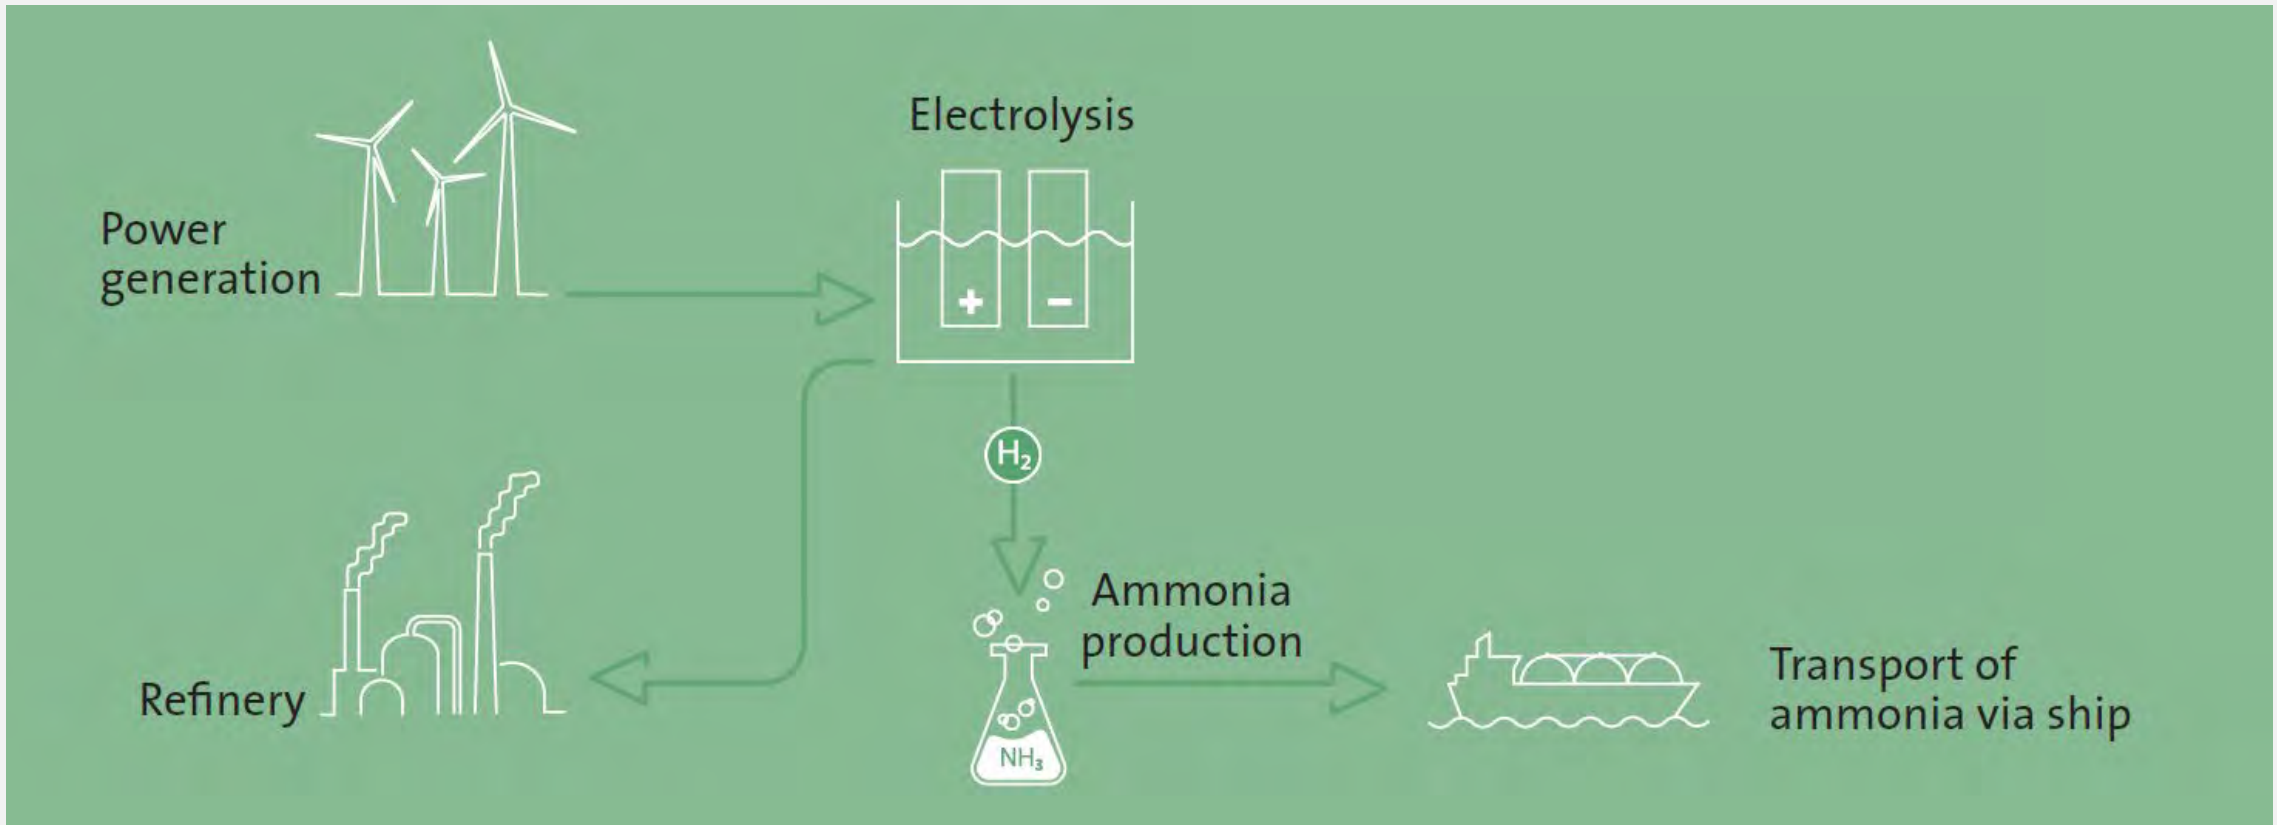 Electrolysis
Power
generation
+ −
H₂
Ammonia
production
Refinery
Transport of
ammonia via ship
NH₃